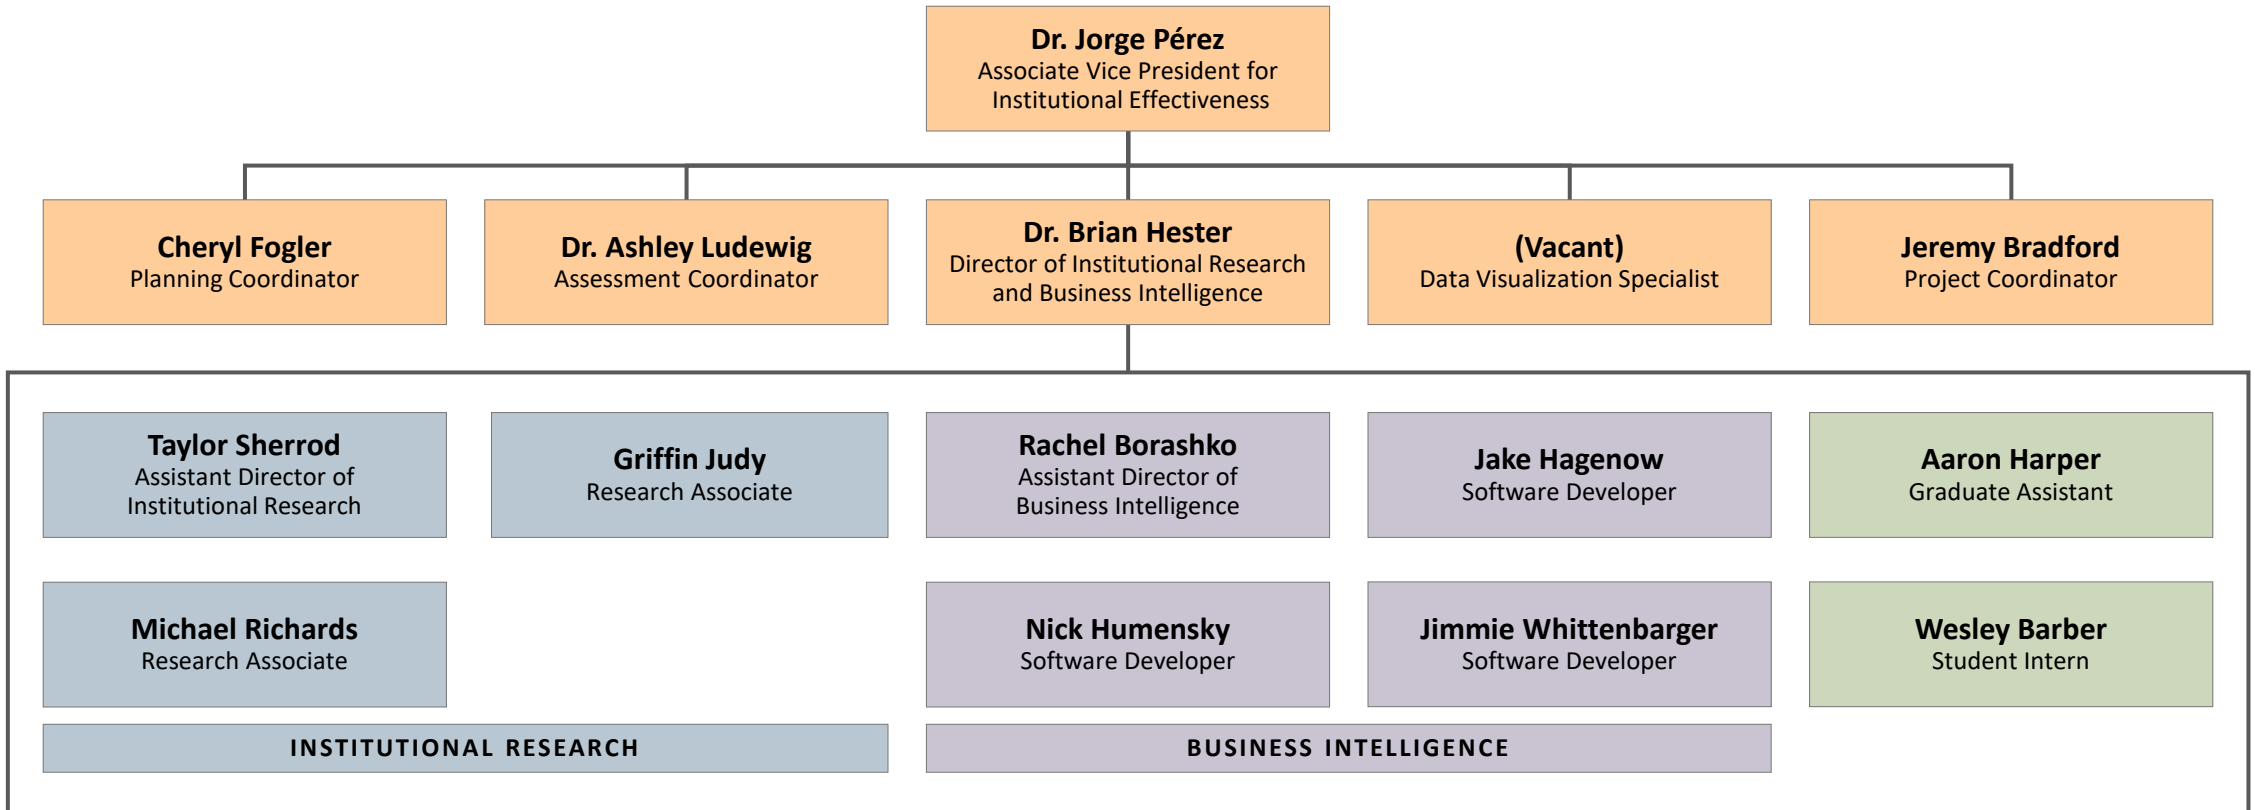 Dr. Jorge Pérez
Associate Vice President for
Institutional Effectiveness
Cheryl Fogler
Planning Coordinator
Dr. Ashley Ludewig
Assessment Coordinator
Dr. Brian Hester
Director of Institutional Research
and Business Intelligence
(Vacant)
Data Visualization Specialist
Jeremy Bradford
Project Coordinator
Taylor Sherrod
Assistant Director of
Institutional Research
Griffin Judy
Research Associate
Rachel Borashko
Assistant Director of
Business Intelligence
Jake Hagenow
Software Developer
Aaron Harper
Graduate Assistant
Michael Richards
Research Associate
Nick Humensky
Software Developer
Jimmie Whittenbarger
Software Developer
Wesley Barber
Student Intern
INSTITUTIONAL RESEARCH
BUSINESS INTELLIGENCE